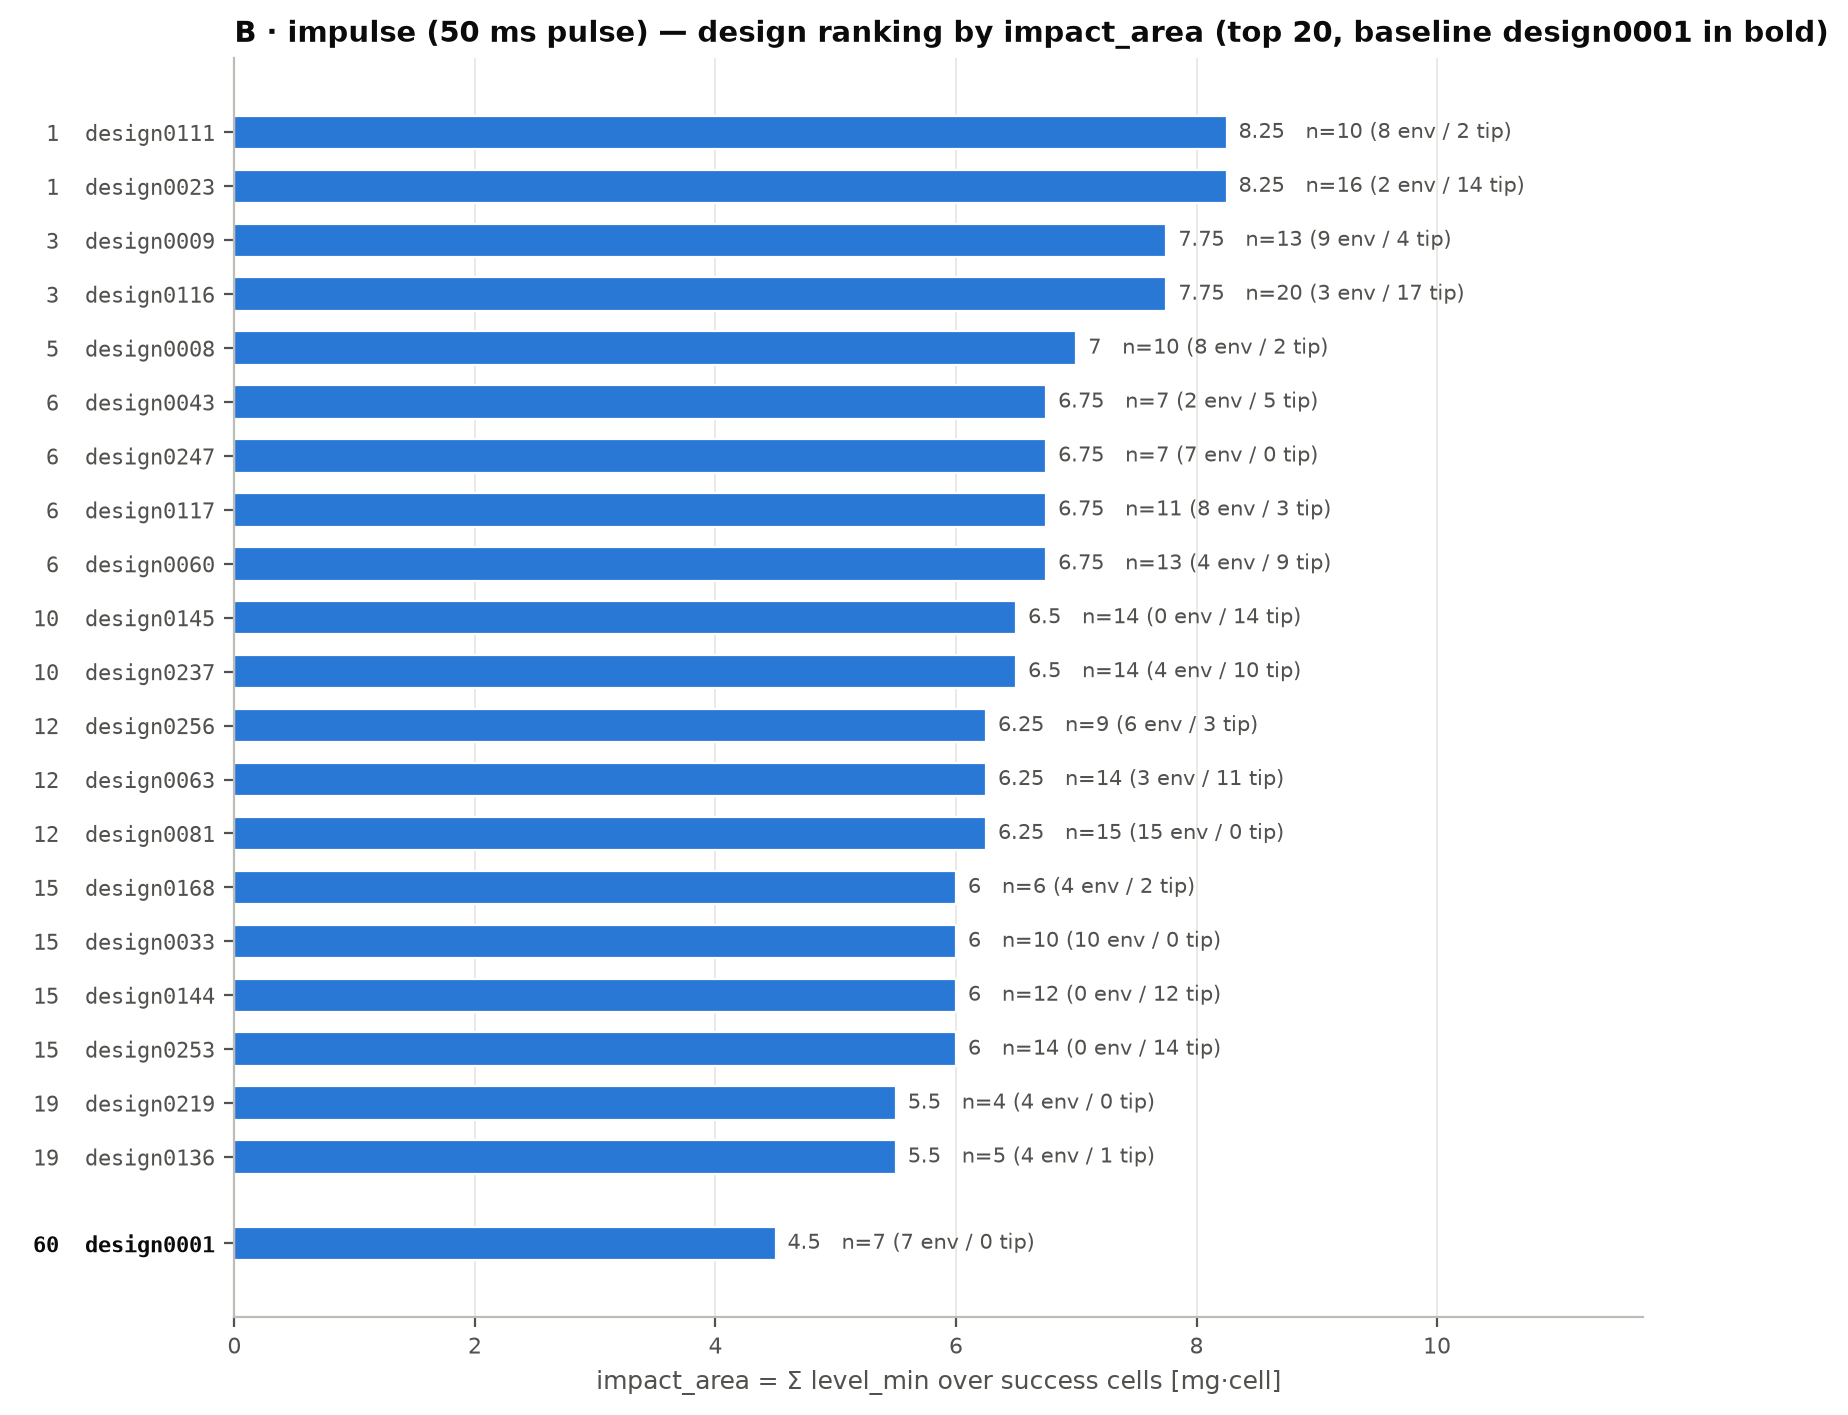 B · impulse (50 ms pulse) — design ranking by impact_area (top 20, baseline design0001 in bold)
1 design0111 8.25 n=10 (8 env / 2 tip)
1 design0023 8.25 n=16 (2 env / 14 tip)
3 design0009 7.75 n=13 (9 env / 4 tip)
3 design0116 7.75 n=20 (3 env / 17 tip)
5 design0008 7 n=10 (8 env / 2 tip)
6 design0043 6.75 n=7 (2 env / 5 tip)
6 design0247 6.75 n=7 (7 env / 0 tip)
6 design0117 6.75 n=11 (8 env / 3 tip)
6 design0060 6.75 n=13 (4 env / 9 tip)
10 design0145 6.5 n=14 (0 env / 14 tip)
10 design0237 6.5 n=14 (4 env / 10 tip)
12 design0256 6.25 n=9 (6 env / 3 tip)
12 design0063 6.25 n=14 (3 env / 11 tip)
12 design0081 6.25 n=15 (15 env / 0 tip)
15 design0168 6 n=6 (4 env / 2 tip)
15 design0033 6 n=10 (10 env / 0 tip)
15 design0144 6 n=12 (0 env / 12 tip)
15 design0253 6 n=14 (0 env / 14 tip)
19 design0219 5.5 n=4 (4 env / 0 tip)
19 design0136 5.5 n=5 (4 env / 1 tip)
60 design0001 4.5 n=7 (7 env / 0 tip)
0 2 4 6 8 10
impact_area = Σ level_min over success cells [mg·cell]